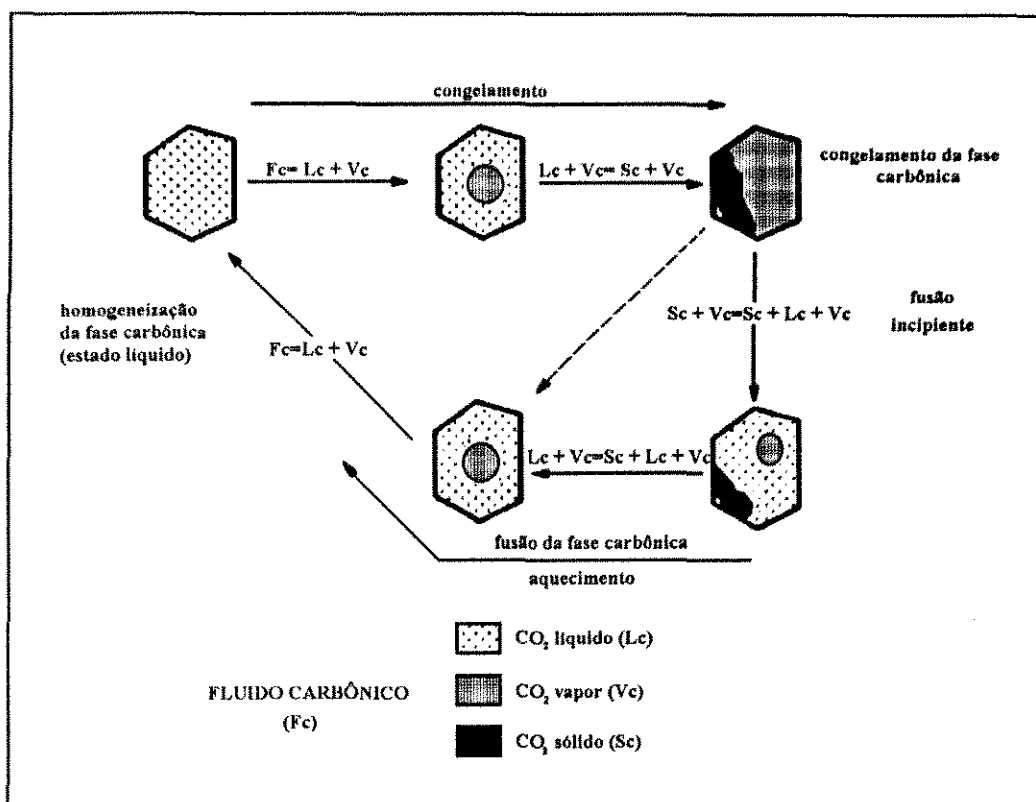 congelamento
Fc= Lc + Vc
Lc + Vc= Sc + Vc
congelamento da fase
carbônica
homogeneização
da fase carbônica
(estado líquido)
Fc=Lc + Vc
Sc + Vc=Sc + Lc + Vc
fusão
incipiente
Lc + Vc=Sc + Lc + Vc
fusão da fase carbônica
aquecimento
FLUIDO CARBÔNICO
(Fc)
CO₂ líquido (Lc)
CO₂ vapor (Vc)
CO₂ sólido (Sc)